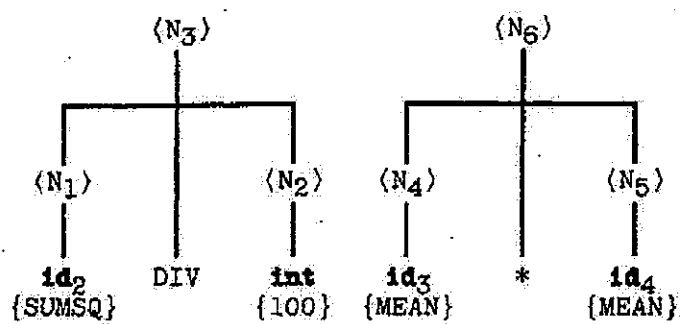 ⟨N₃⟩ ⟨N₆⟩
⟨N₁⟩ ⟨N₂⟩ ⟨N₄⟩ ⟨N₅⟩
id₂ DIV int id₃ * id₄
{SUMSQ} {100} {MEAN} {MEAN}